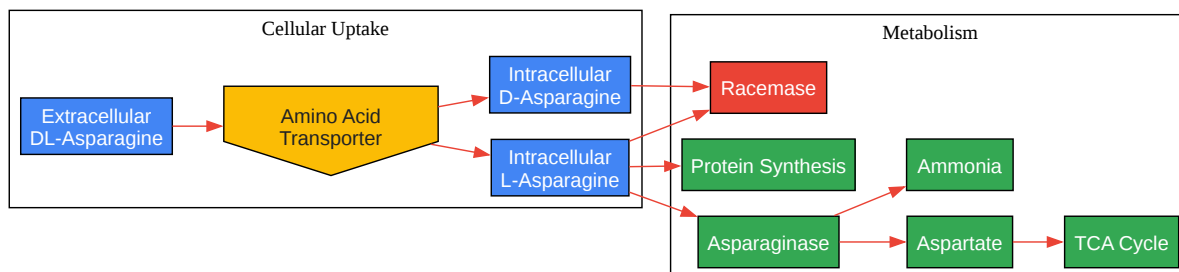 Cellular Uptake
Extracellular
DL-Asparagine
Amino Acid
Transporter
Intracellular
D-Asparagine
Intracellular
L-Asparagine
Metabolism
Racemase
Protein Synthesis
Ammonia
Asparaginase
Aspartate
TCA Cycle